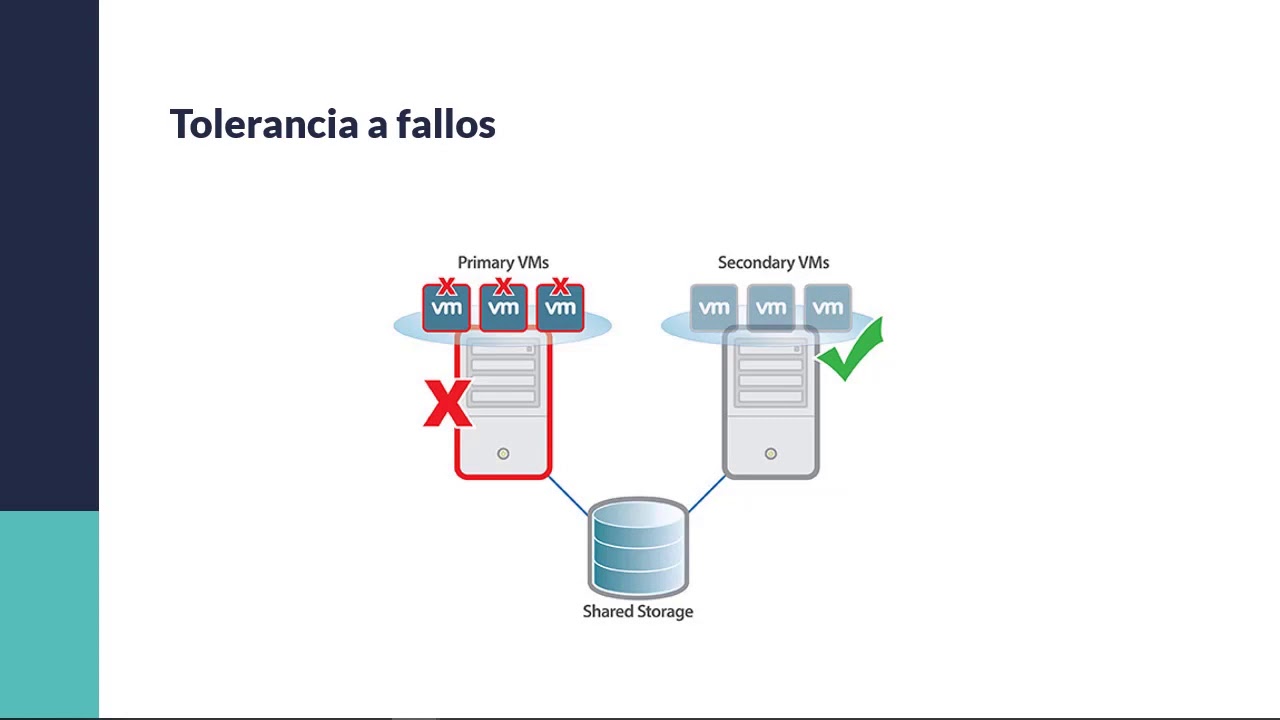 Tolerancia a fallos
Primary VMs
Secondary VMs
X X X
vm vm vm
vm vm vm
X
Shared Storage